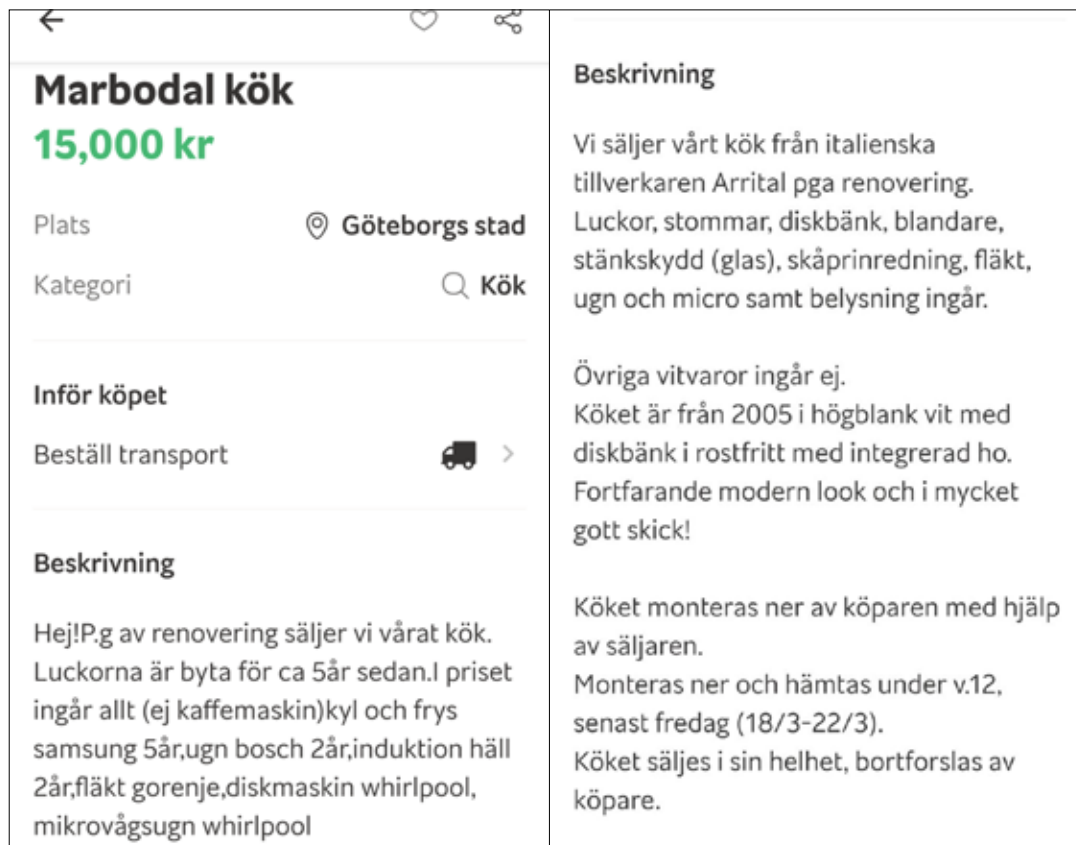 Marbodal kök
15,000 kr
Plats Göteborgs stad
Kategori Kök
Inför köpet
Beställ transport
Beskrivning
Hej!P.g av renovering säljer vi vårat kök.
Luckorna är byta för ca 5år sedan.I priset
ingår allt (ej kaffemaskin)kyl och frys
samsung 5år,ugn bosch 2år,induktion häll
2år,fläkt gorenje,diskmaskin whirlpool,
mikrovågsugn whirlpool
Beskrivning
Vi säljer vårt kök från italienska
tillverkaren Arrital pga renovering.
Luckor, stommar, diskbänk, blandare,
stänkskydd (glas), skåprinredning, fläkt,
ugn och micro samt belysning ingår.
Övriga vitvaror ingår ej.
Köket är från 2005 i högblank vit med
diskbänk i rostfritt med integrerad ho.
Fortfarande modern look och i mycket
gott skick!
Köket monteras ner av köparen med hjälp
av säljaren.
Monteras ner och hämtas under v.12,
senast fredag (18/3-22/3).
Köket säljes i sin helhet, bortforslas av
köpare.